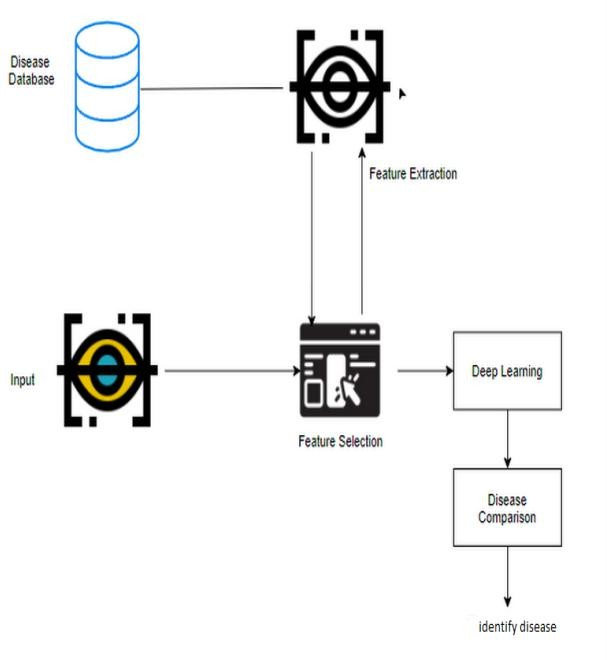 Disease
Database
Feature Extraction
Input
Feature Selection
Deep Learning
Disease
Comparison
identify disease